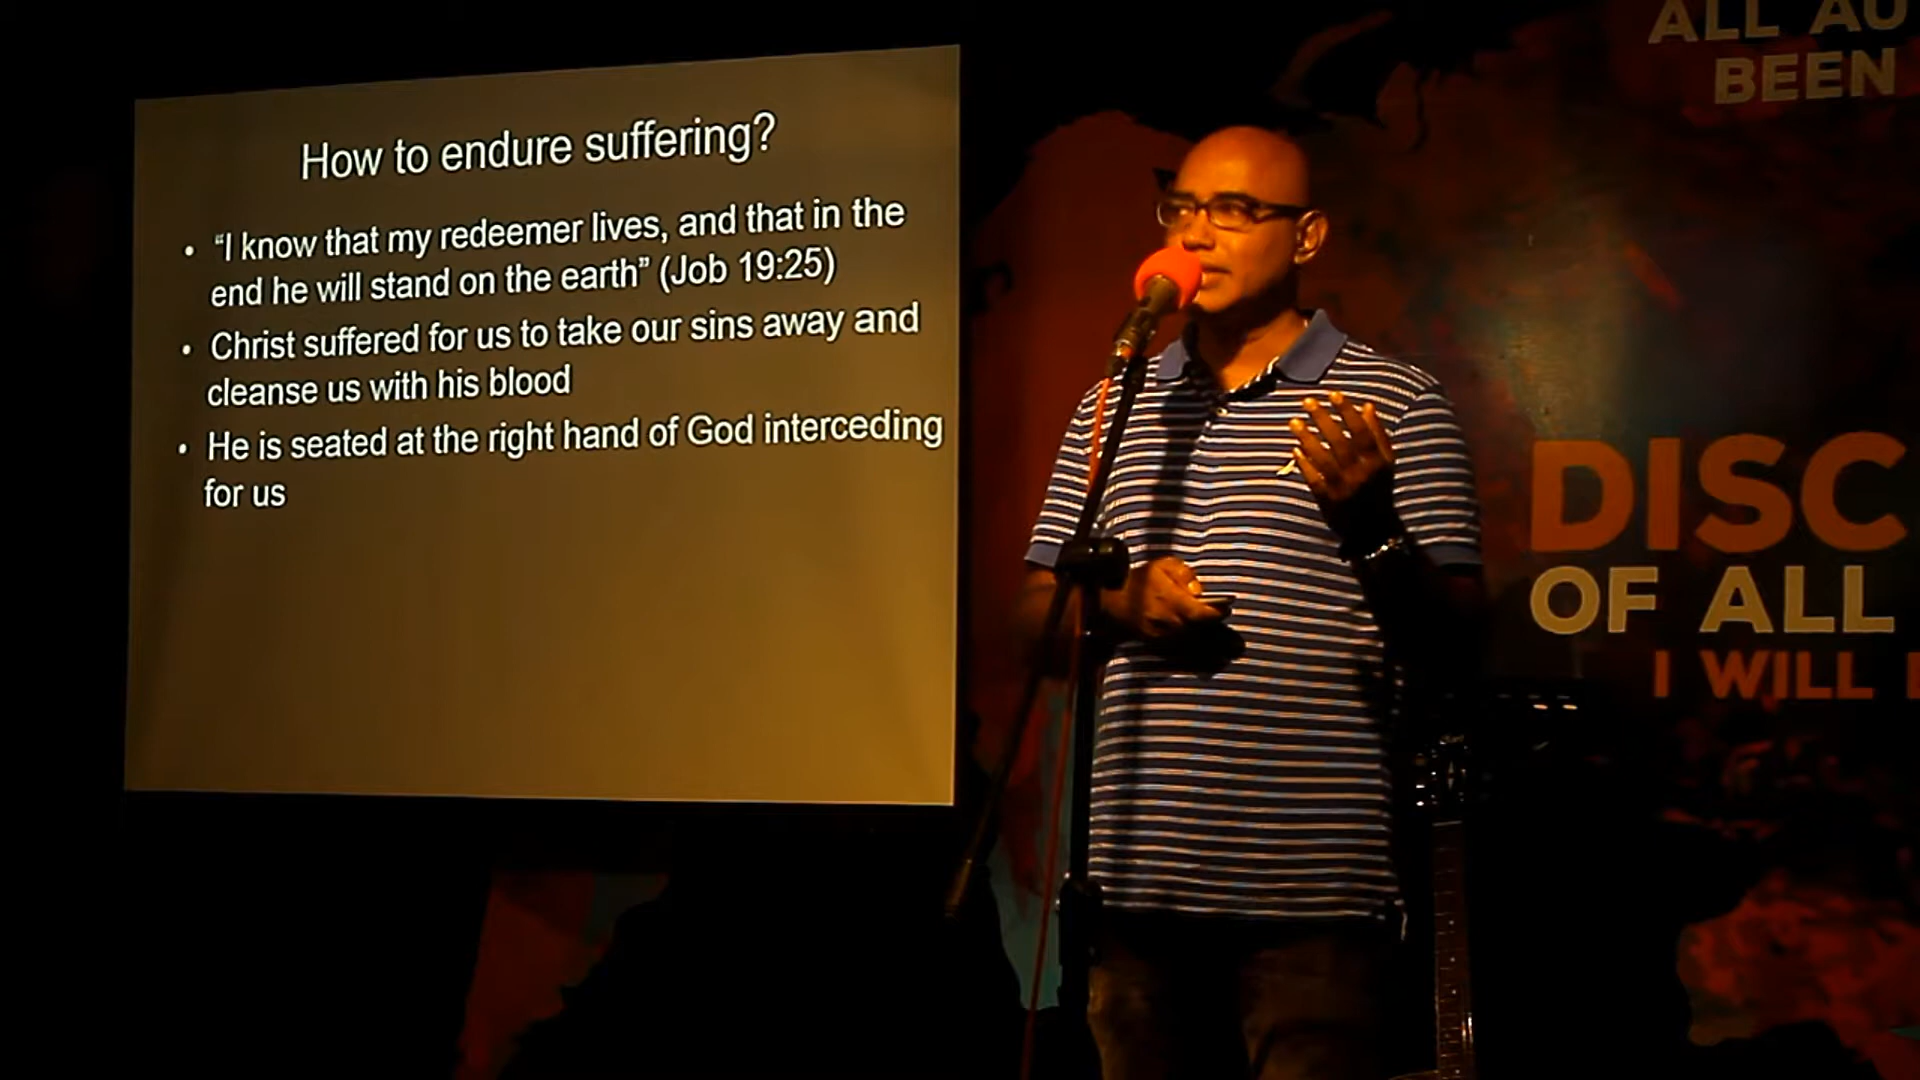 How to endure suffering?
• “I know that my redeemer lives, and that in the
end he will stand on the earth” (Job 19:25)
• Christ suffered for us to take our sins away and
cleanse us with his blood
• He is seated at the right hand of God interceding
for us
ALL AU
BEEN
DISC
OF ALL
I WILL